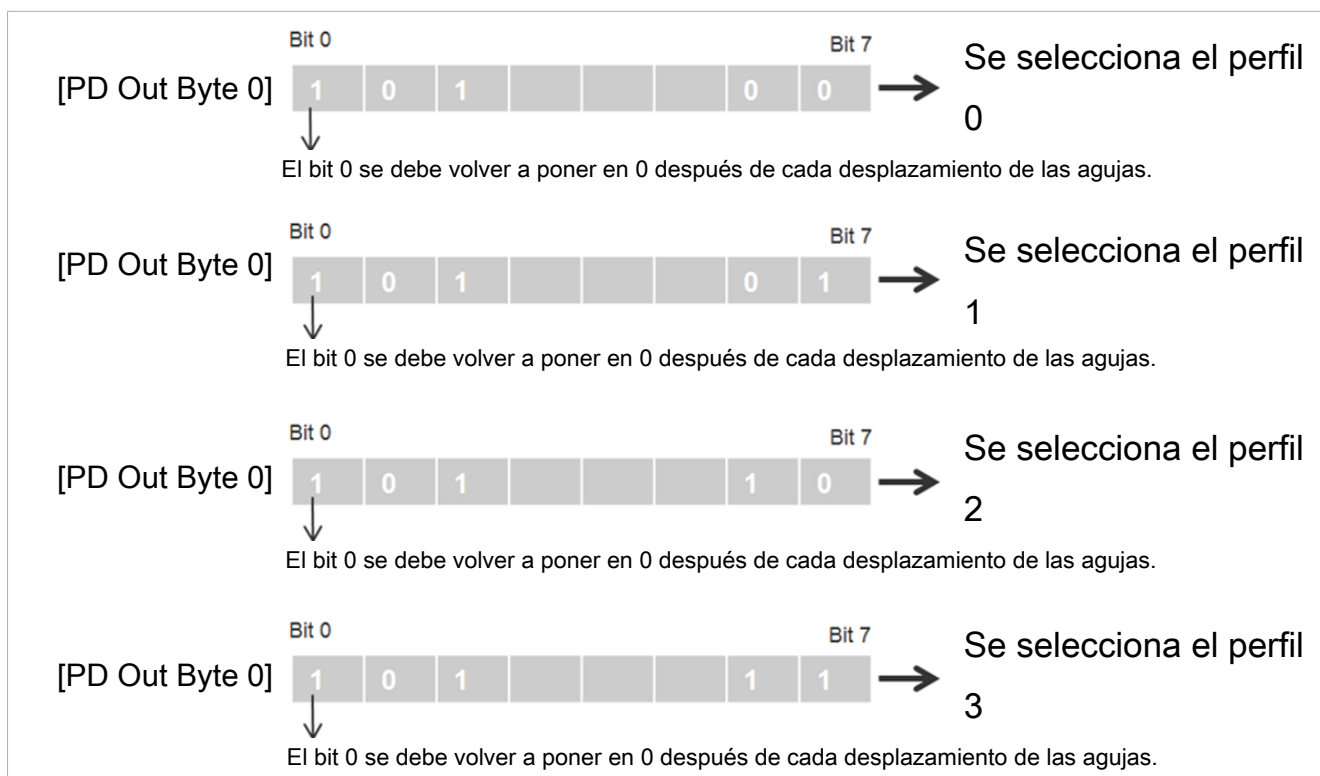 Bit 0 Bit 7
[PD Out Byte 0] 1 0 1 0 0 Se selecciona el perfil
0
El bit 0 se debe volver a poner en 0 después de cada desplazamiento de las agujas.
Bit 0 Bit 7
[PD Out Byte 0] 1 0 1 0 1 Se selecciona el perfil
1
El bit 0 se debe volver a poner en 0 después de cada desplazamiento de las agujas.
Bit 0 Bit 7
[PD Out Byte 0] 1 0 1 1 0 Se selecciona el perfil
2
El bit 0 se debe volver a poner en 0 después de cada desplazamiento de las agujas.
Bit 0 Bit 7
[PD Out Byte 0] 1 0 1 1 1 Se selecciona el perfil
3
El bit 0 se debe volver a poner en 0 después de cada desplazamiento de las agujas.